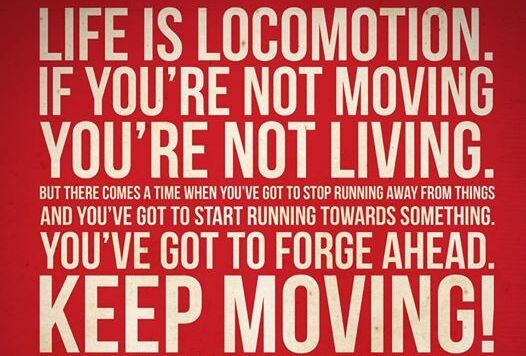 LIFE IS LOCOMOTION.
IF YOU'RE NOT MOVING
YOU'RE NOT LIVING.
BUT THERE COMES A TIME WHEN YOU'VE GOT TO STOP RUNNING AWAY FROM THINGS
AND YOU'VE GOT TO START RUNNING TOWARDS SOMETHING.
YOU'VE GOT TO FORGE AHEAD.
KEEP MOVING!